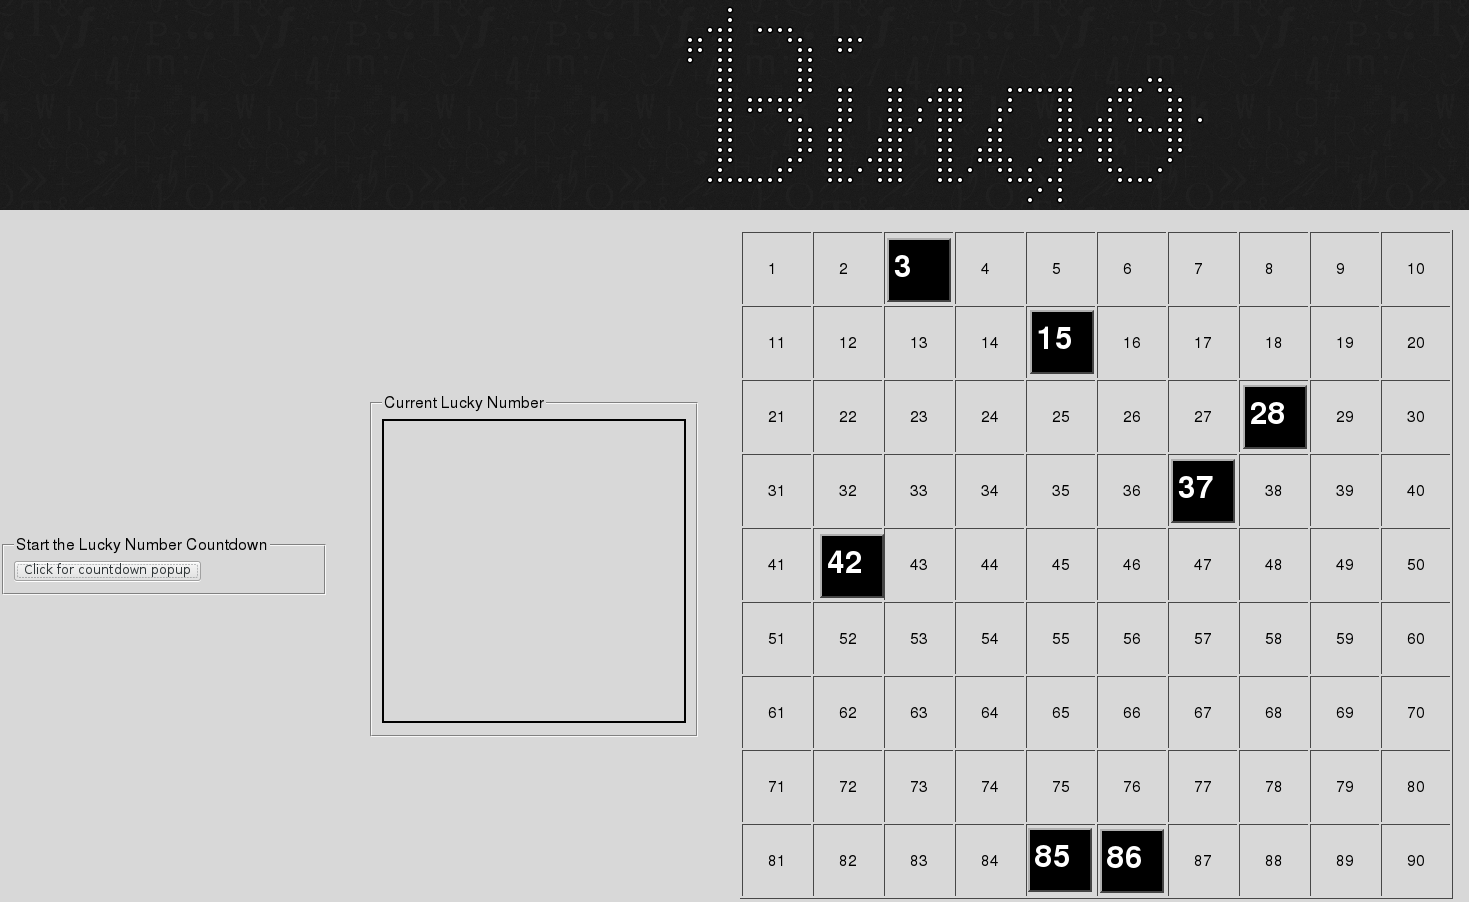 Bingo
Current Lucky Number
Start the Lucky Number Countdown
Click for countdown popup
1 2 3 4 5 6 7 8 9 10
11 12 13 14 15 16 17 18 19 20
21 22 23 24 25 26 27 28 29 30
31 32 33 34 35 36 37 38 39 40
41 42 43 44 45 46 47 48 49 50
51 52 53 54 55 56 57 58 59 60
61 62 63 64 65 66 67 68 69 70
71 72 73 74 75 76 77 78 79 80
81 82 83 84 85 86 87 88 89 90